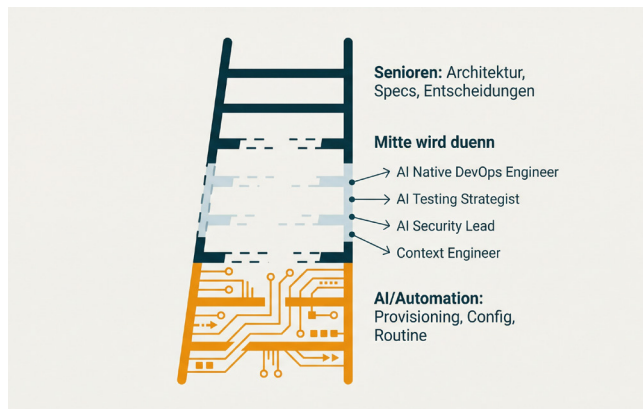 Senioren: Architektur,
Specs, Entscheidungen
Mitte wird duenn
AI Native DevOps Engineer
AI Testing Strategist
AI Security Lead
Context Engineer
AI/Automation:
Provisioning, Config,
Routine